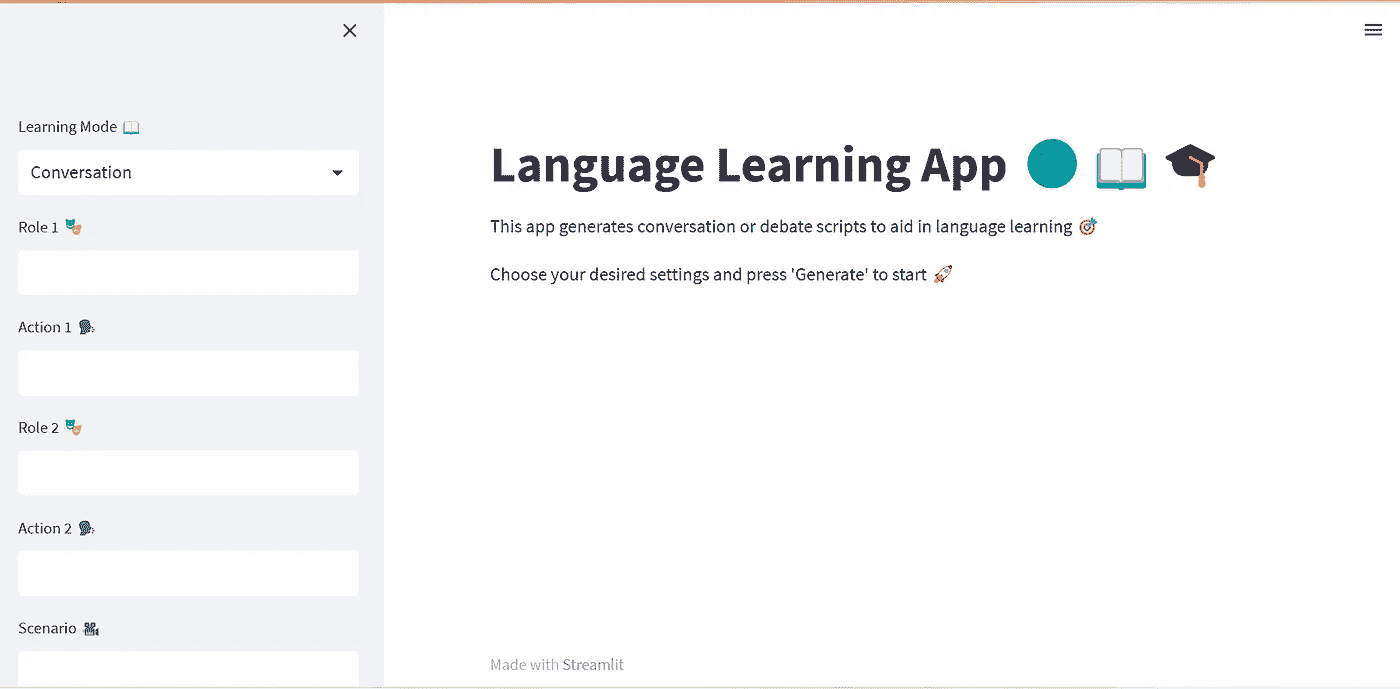 Learning Mode 📖
Conversation
Role 1 🎭
Action 1 🗣
Role 2 🎭
Action 2 🗣
Scenario 🎥
Language Learning App 📖 🎓
This app generates conversation or debate scripts to aid in language learning 🎯
Choose your desired settings and press 'Generate' to start 🚀
Made with Streamlit